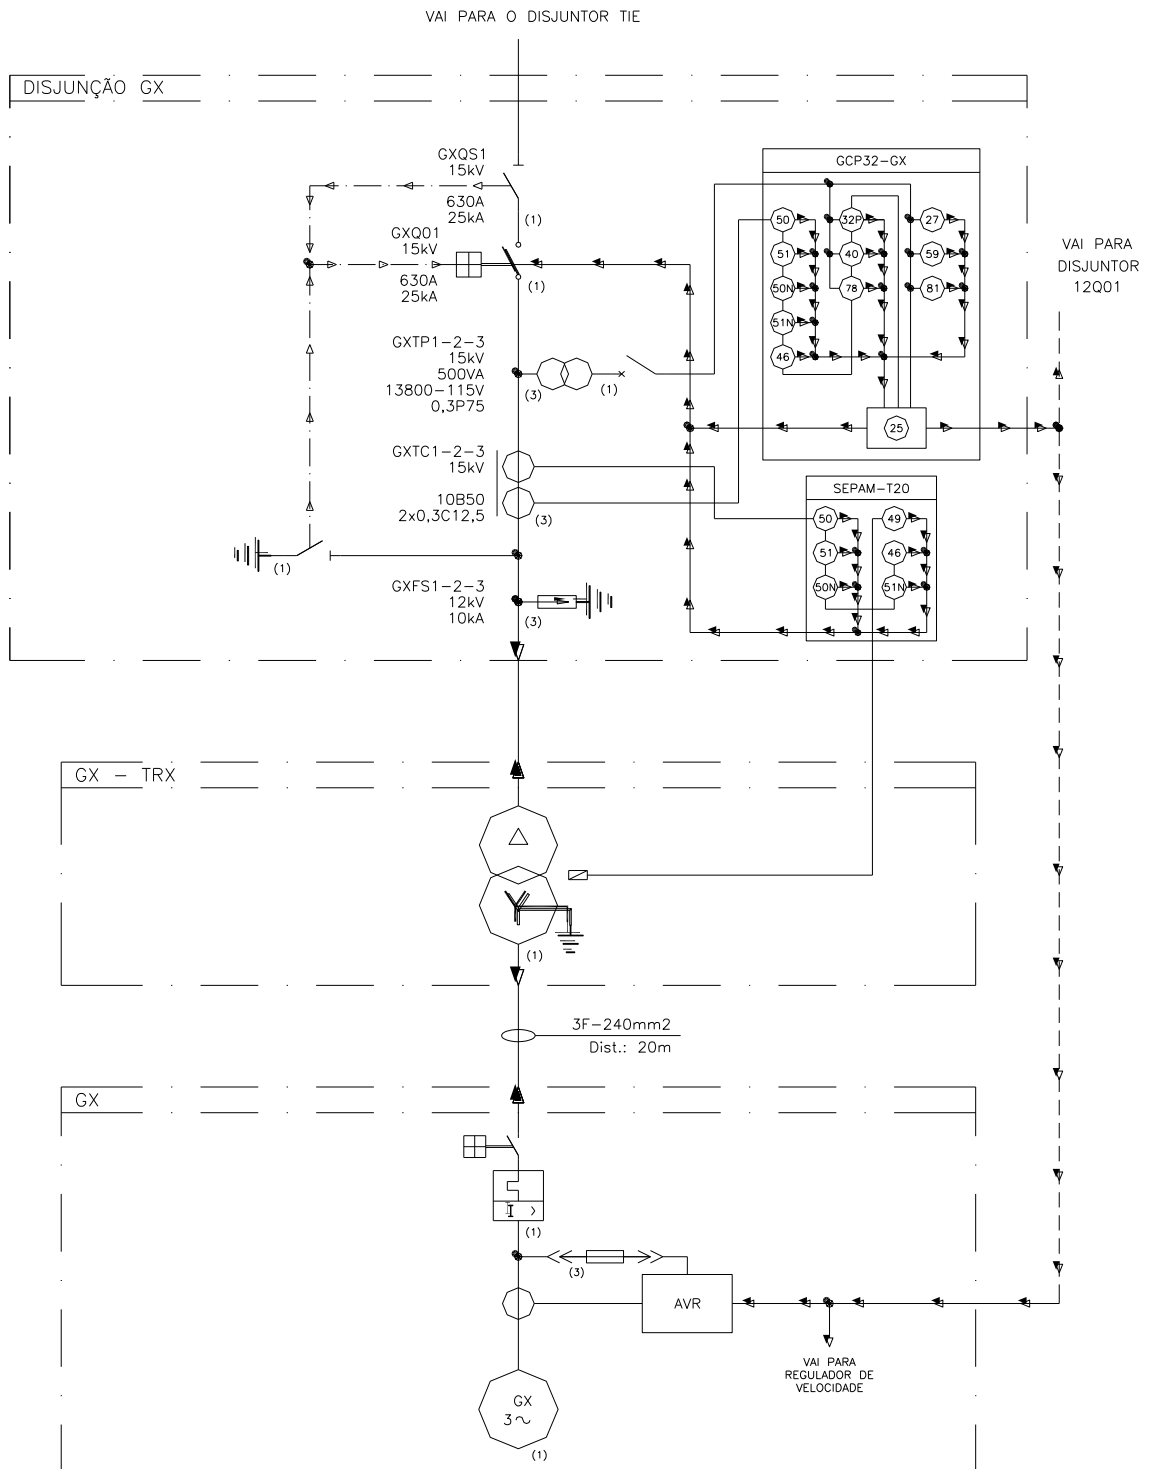 VAI PARA O DISJUNTOR TIE
DISJUNÇÃO GX
GXQS1
15kV
630A
25kA
(1)
GXQ01
15kV
630A
25kA
(1)
GXTP1-2-3
15kV
500VA
13800-115V
0,3P75
(3)
(1)
GXTC1-2-3
15kV
10B50
2x0,3C12,5
(3)
(1)
GXFS1-2-3
12kV
10kA
(3)
GCP32-GX
50
32P
27
51
40
59
50N
78
81
51N
46
25
VAI PARA
DISJUNTOR
12Q01
SEPAM-T20
50
49
51
46
50N
51N
GX - TRX
(1)
3F-240mm2
Dist.: 20m
GX
I >
(1)
(3)
AVR
VAI PARA
REGULADOR DE
VELOCIDADE
GX
3~
(1)